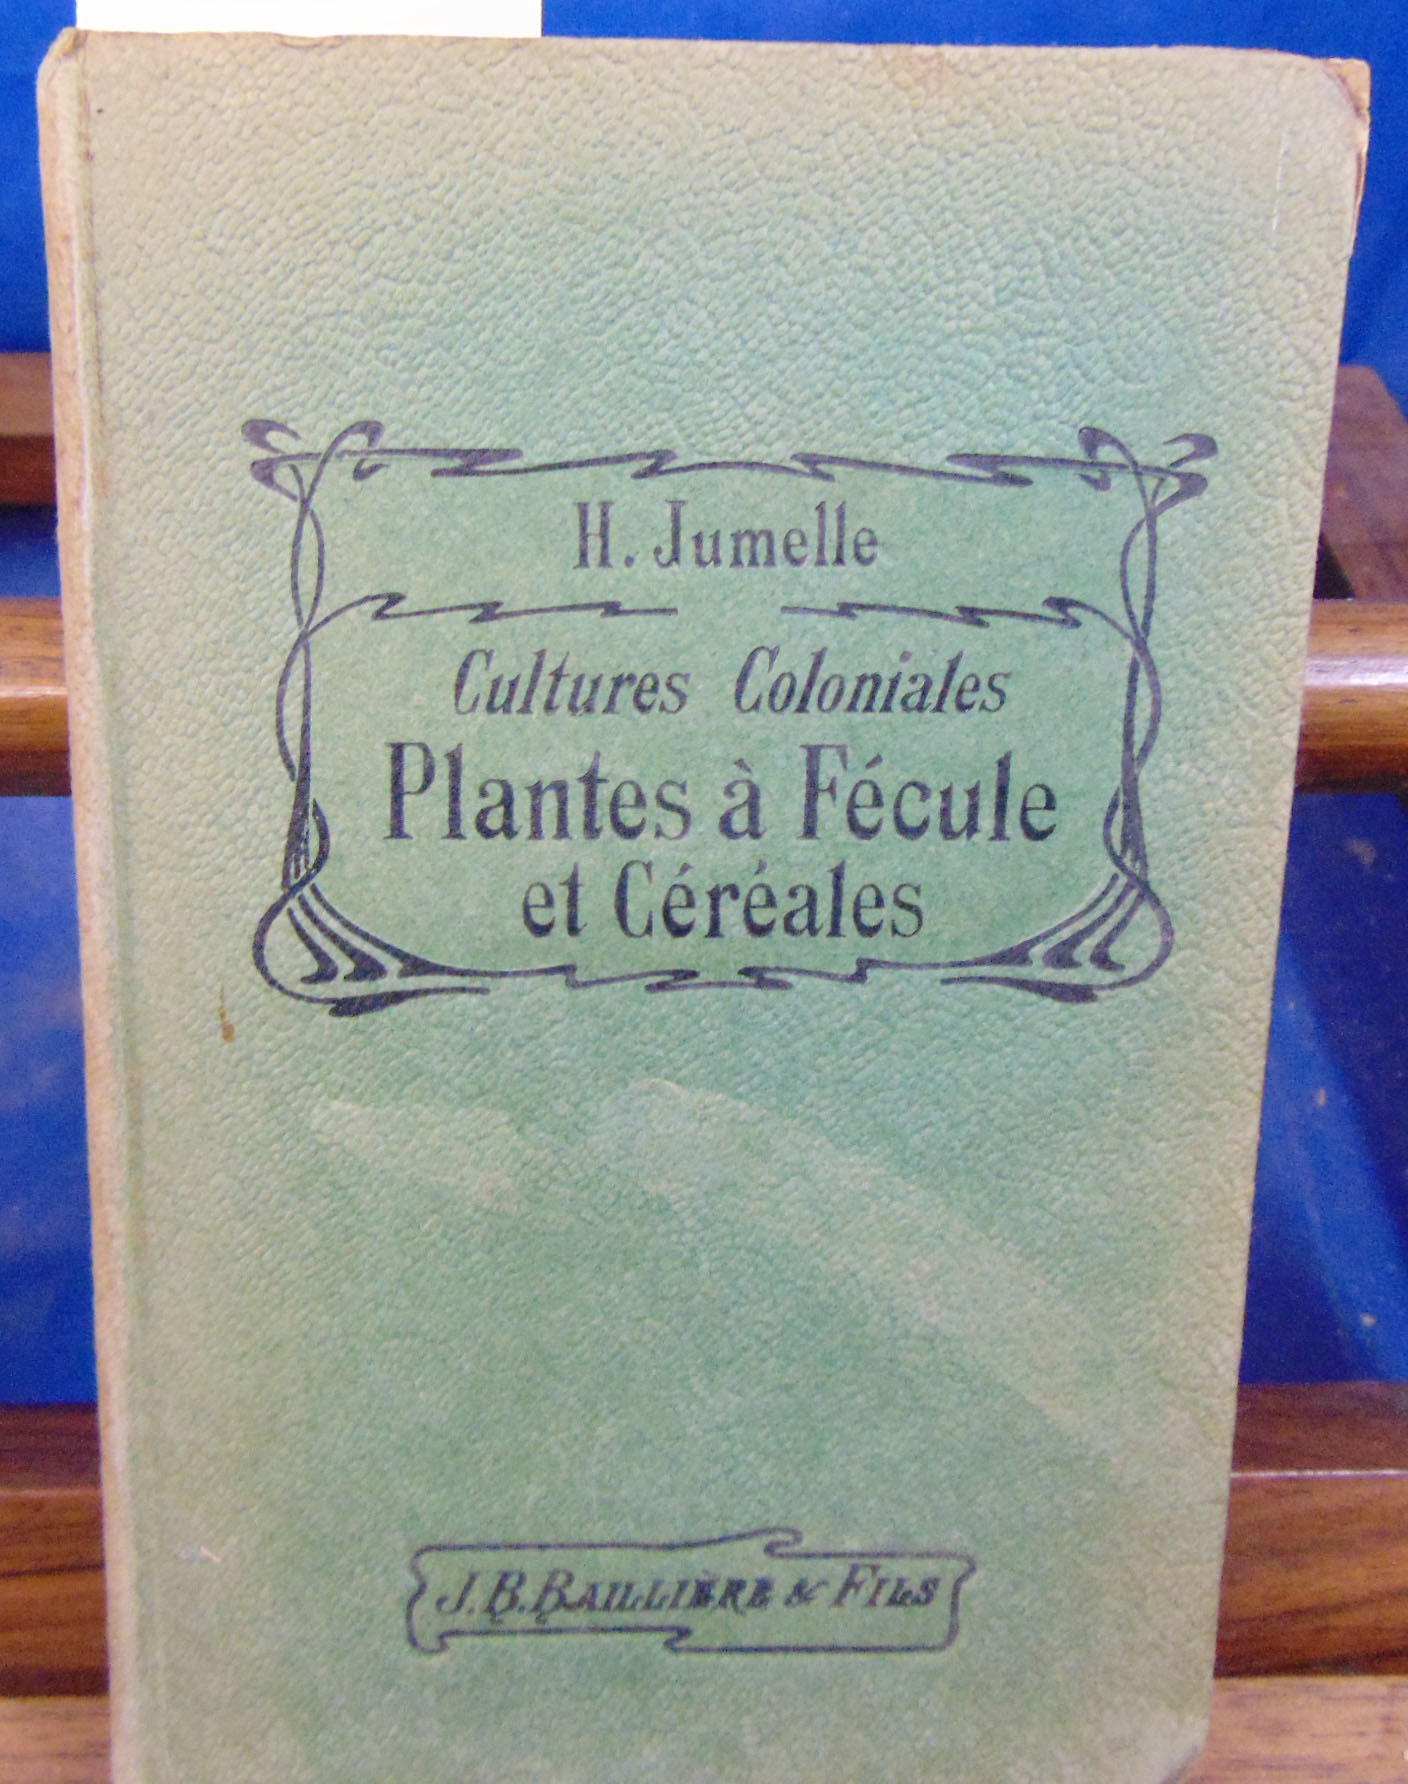 H. Jumelle
Cultures Coloniales
Plantes à Fécule
et Céréales
J. B. BAILLIÈRE & FILS